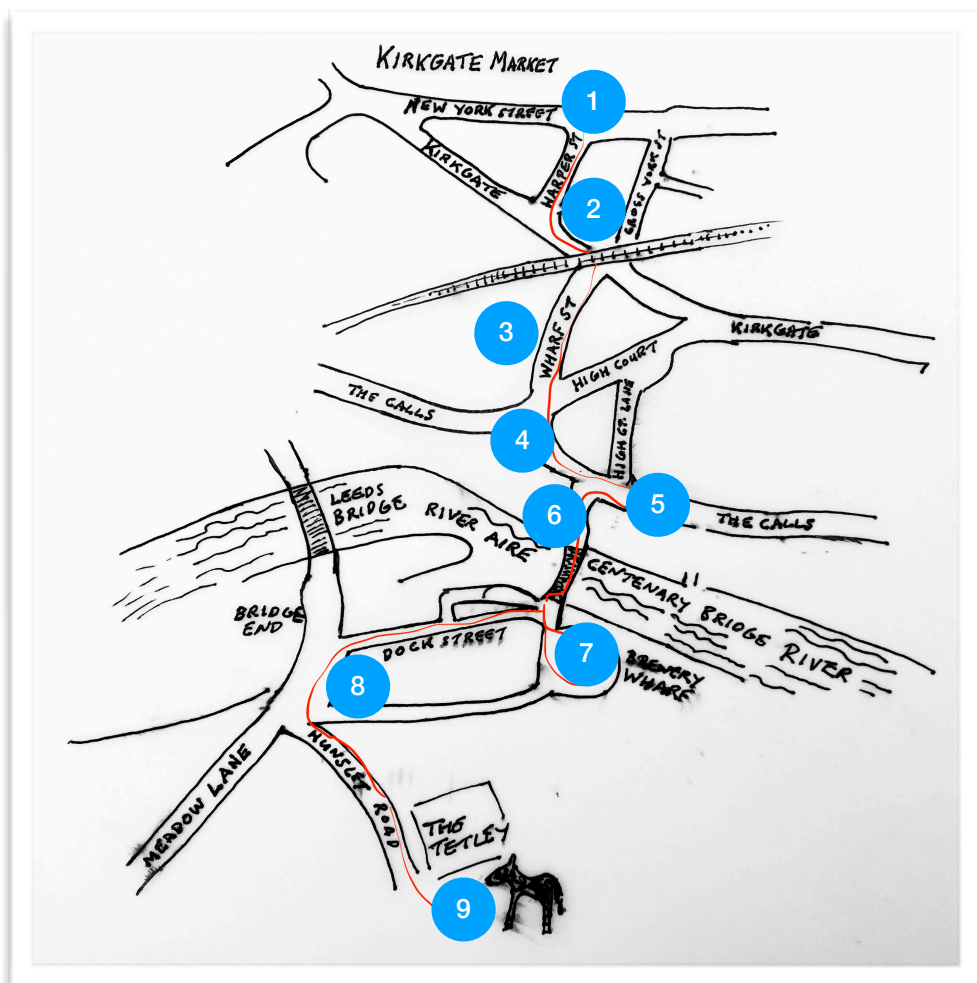 KIRKGATE MARKET
1
NEW YORK STREET
KIRKGATE
HARPER ST
2
CROSS YORK ST
3
WHARF ST
KIRKGATE
HIGH COURT
THE CALLS
HIGH CT. LANE
4
5
THE CALLS
6
LEEDS
BRIDGE
RIVER AIRE
CENTENARY BRIDGE
RIVER
BRIDGE
END
DOCK STREET
7
BREWERY
WHARF
8
HUNSLET ROAD
MEADOW LANE
THE
TETLEY
9